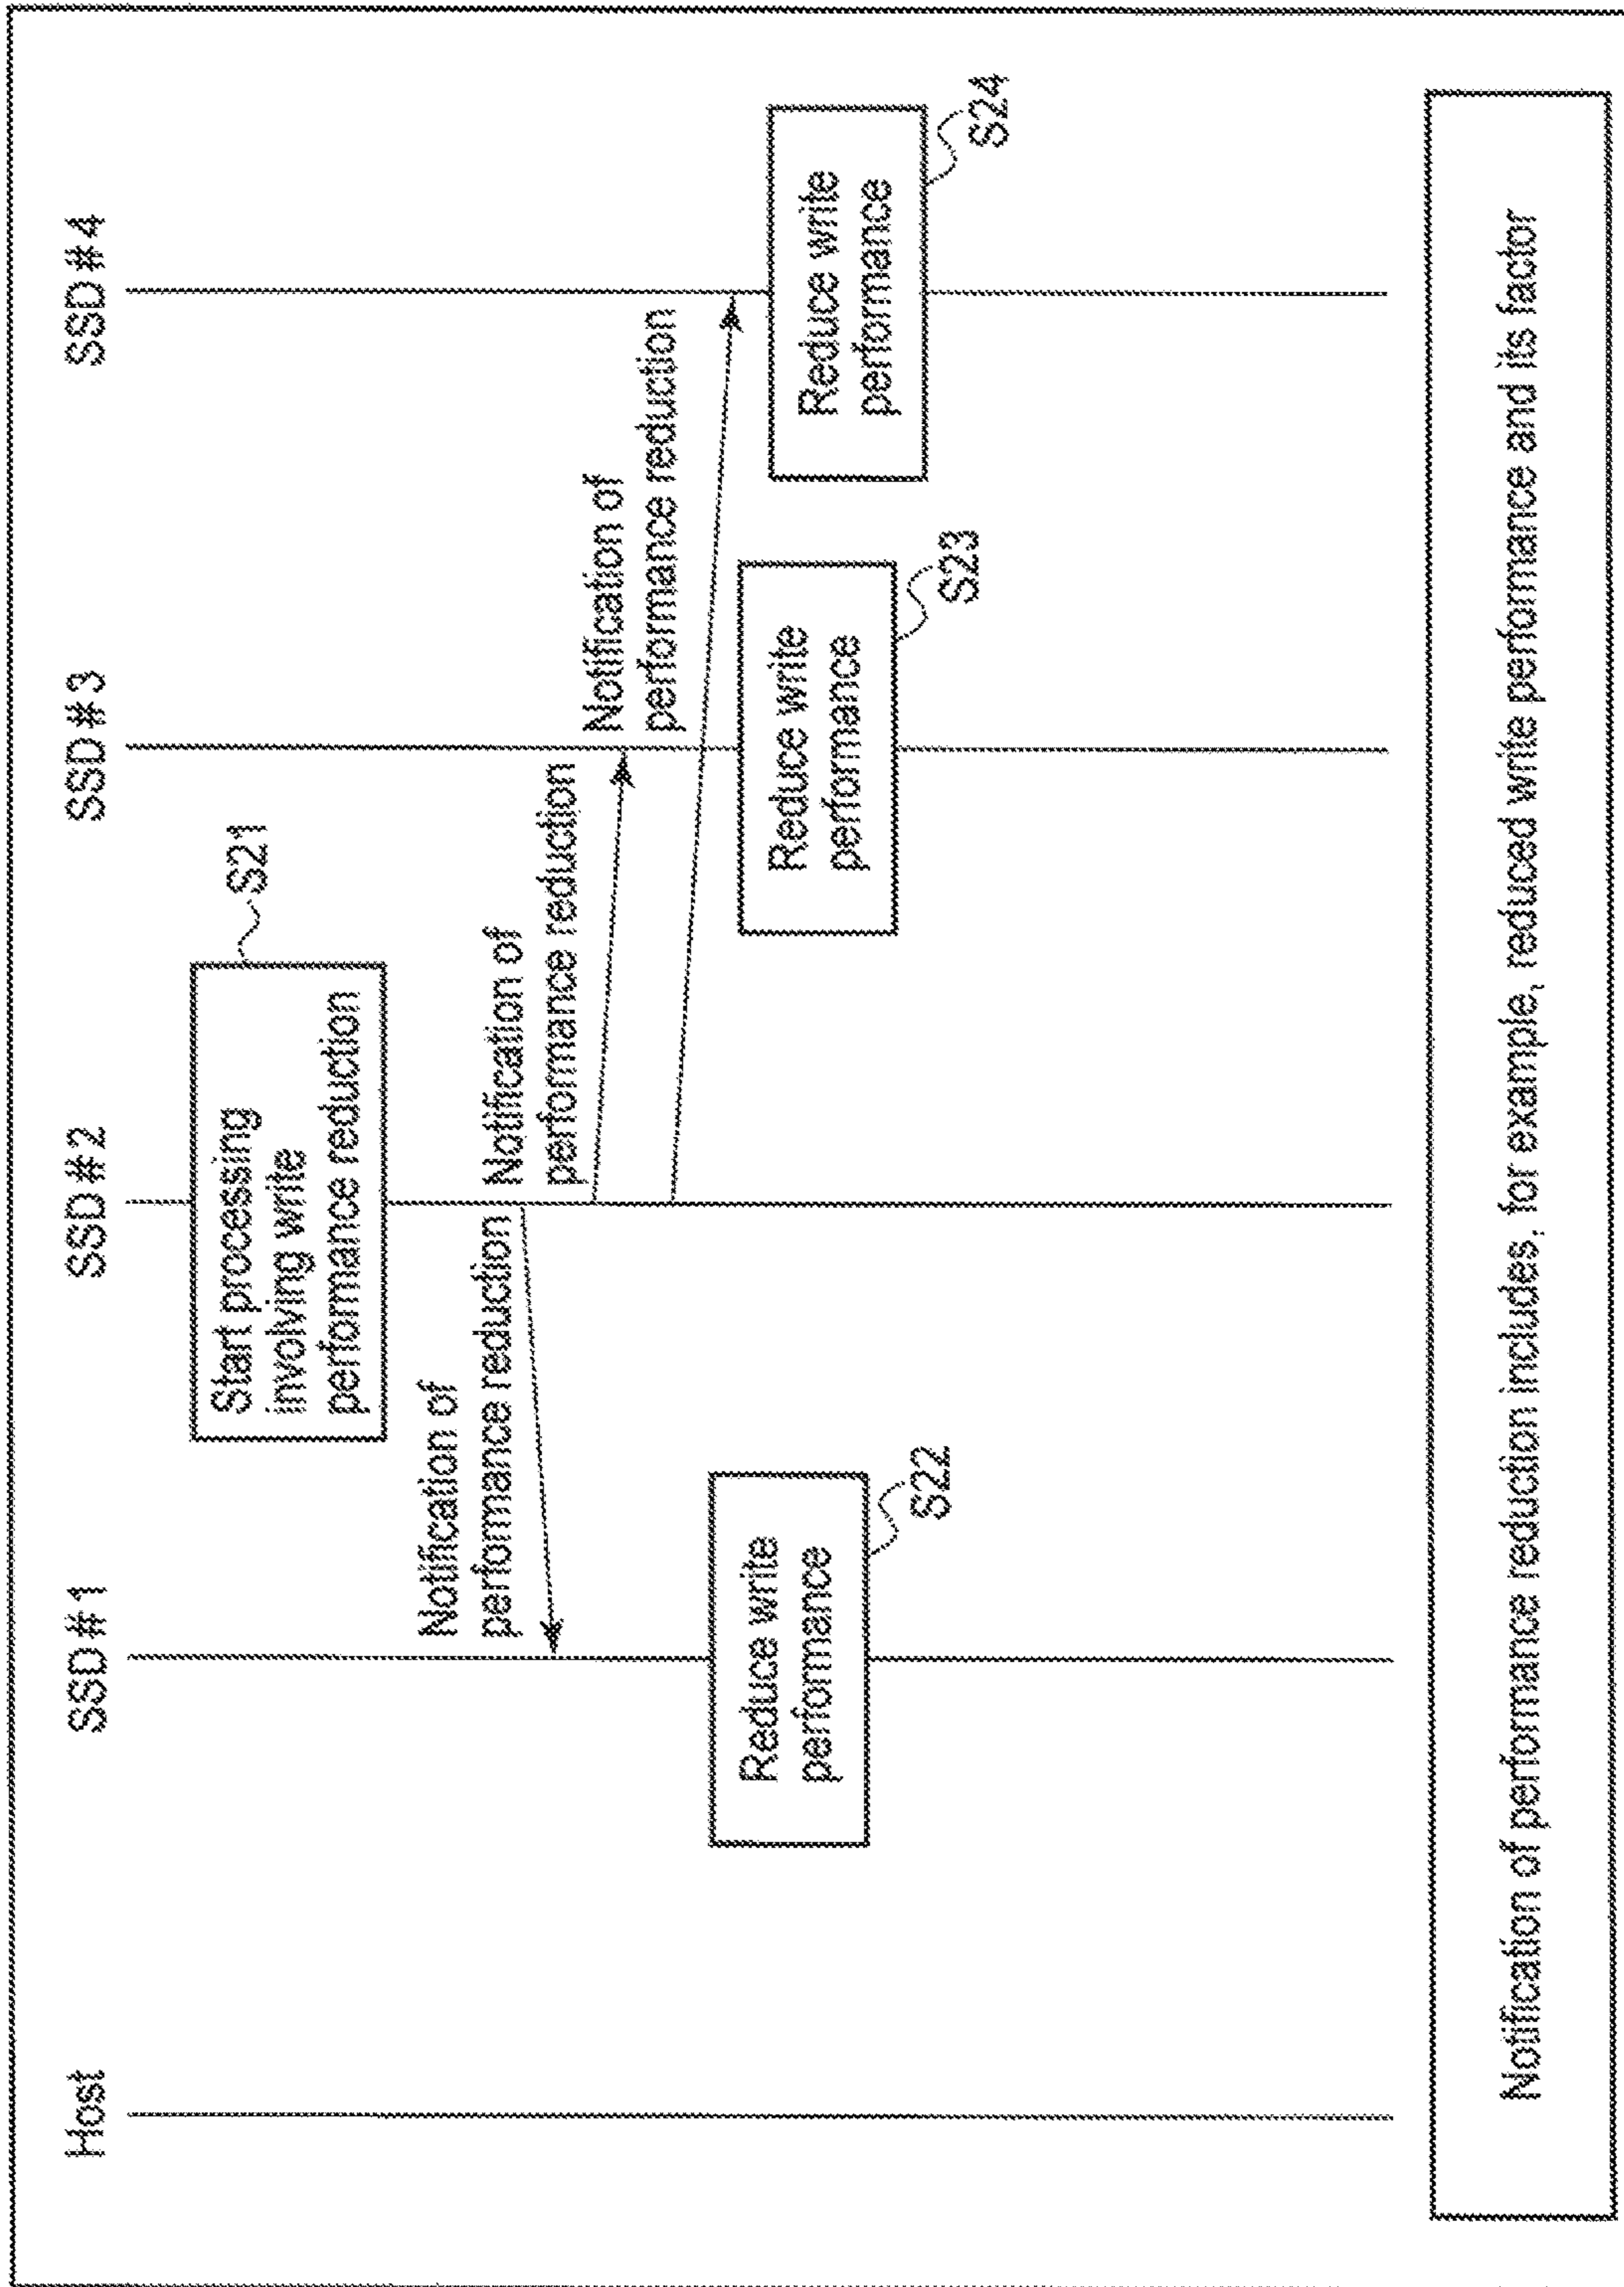 Host
SSD#1
SSD#2
SSD#3
SSD#4
Start processing
involving write
performance reduction
S21
Notification of
performance reduction
Notification of
performance reduction
Notification of
performance reduction
Reduce write
performance
S22
Reduce write
performance
S23
Reduce write
performance
S24
Notification of performance reduction includes, for example, reduced write performance and its factor